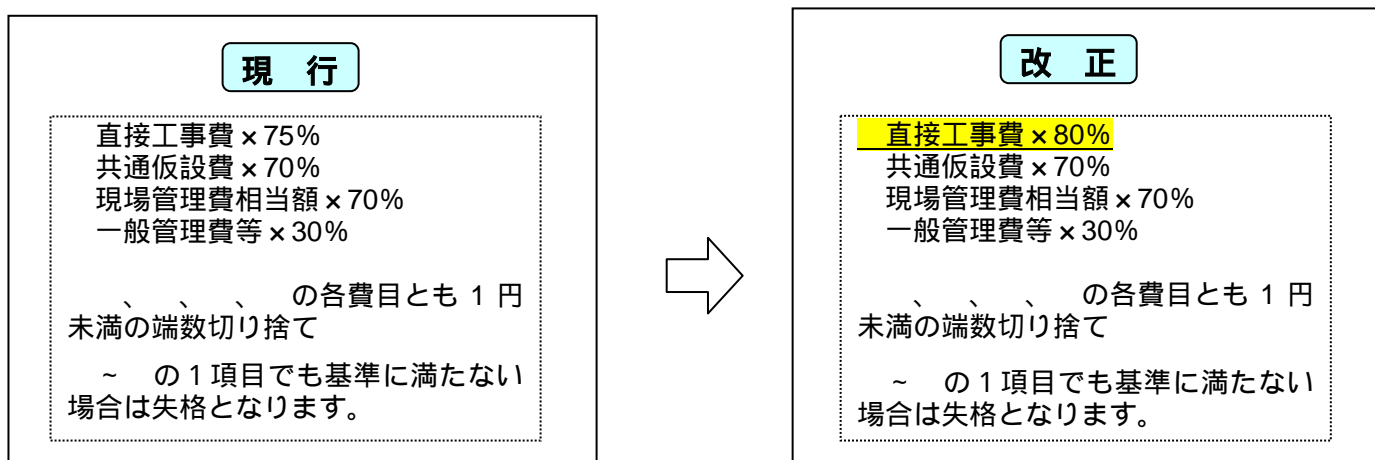 現 行
直接工事費×75%
共通仮設費×70%
現場管理費相当額×70%
一般管理費等×30%
、 、 、 の各費目とも 1 円
未満の端数切り捨て
~ の1項目でも基準に満たない
場合は失格となります。
改 正
直接工事費×80%
共通仮設費×70%
現場管理費相当額×70%
一般管理費等×30%
、 、 、 の各費目とも 1 円
未満の端数切り捨て
~ の1項目でも基準に満たない
場合は失格となります。